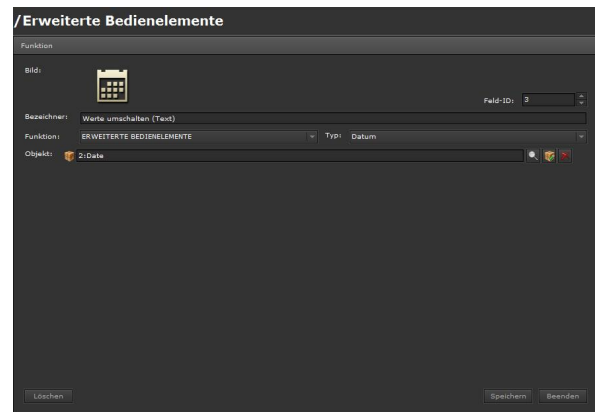 /Erweiterte Bedienelemente
Funktion
Bild:
Feld-ID: 3
Bezeichner: Werte umschalten (Text)
Funktion: ERWEITERTE BEDIENELEMENTE Typ: Datum
Objekt: 2:Date
Löschen Speichern Beenden